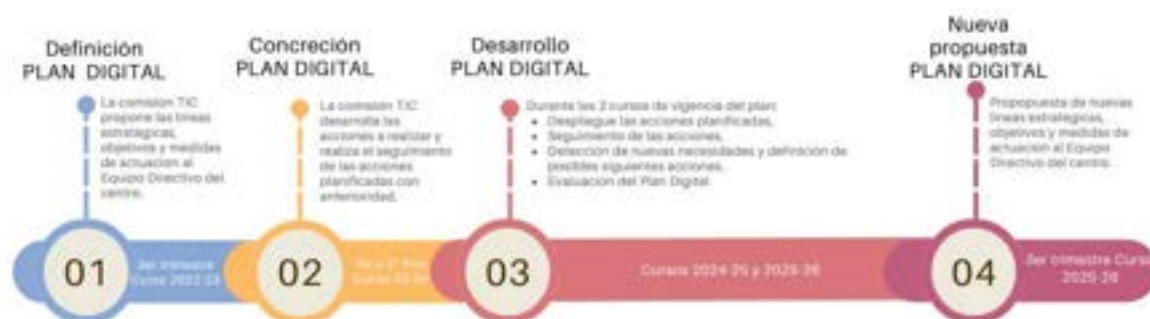 Definición
PLAN DIGITAL
La comisión TIC
propone las líneas
estratégicas,
objetivos y medidas
de actuación al
Equipo Directivo del
centro.
01
3er trimestre
Curso 2022-23
Concreción
PLAN DIGITAL
La comisión TIC
desarrolla las
acciones a realizar y
realiza el seguimiento
de las acciones
planificadas con
anterioridad.
02
Desarrollo
PLAN DIGITAL
Durante los 2 cursos de vigencia del plan:
• Despliegue las acciones planificadas.
• Seguimiento de las acciones.
• Detección de nuevas necesidades y definición de
posibles siguientes acciones.
• Evaluación del Plan Digital
03
Cursos 2024-25 y 2025-26
Nueva
propuesta
PLAN DIGITAL
Propopuesta de nuevas
líneas estratégicas,
objetivos y medidas de
actuación al Equipo
Directivo del centro.
04
3er trimestre Curso
2025-26